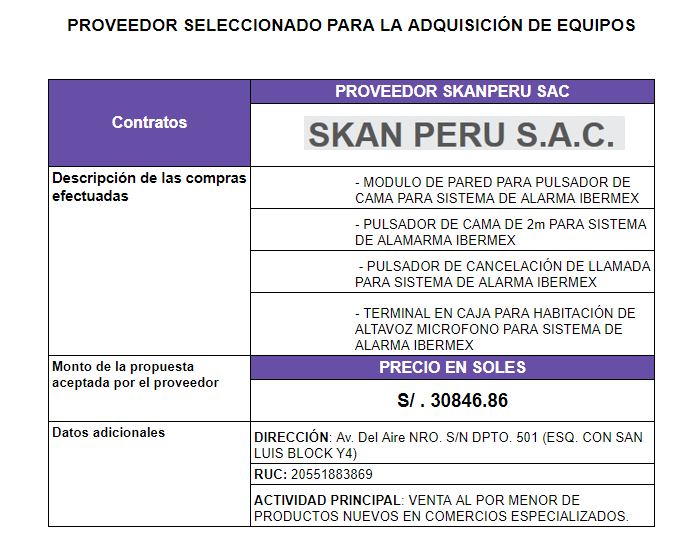 PROVEEDOR SELECCIONADO PARA LA ADQUISICIÓN DE EQUIPOS
Contratos
PROVEEDOR SKANPERU SAC
SKAN PERU S.A.C.
Descripción de las compras
efectuadas
- MODULO DE PARED PARA PULSADOR DE
CAMA PARA SISTEMA DE ALARMA IBERMEX
- PULSADOR DE CAMA DE 2m PARA SISTEMA
DE ALAMARMA IBERMEX
- PULSADOR DE CANCELACIÓN DE LLAMADA
PARA SISTEMA DE ALARMA IBERMEX
- TERMINAL EN CAJA PARA HABITACIÓN DE
ALTAVOZ MICROFONO PARA SISTEMA DE
ALARMA IBERMEX
Monto de la propuesta
aceptada por el proveedor
PRECIO EN SOLES
S/ . 30846.86
Datos adicionales
DIRECCIÓN: Av. Del Aire NRO. S/N DPTO. 501 (ESQ. CON SAN
LUIS BLOCK Y4)
RUC: 20551883869
ACTIVIDAD PRINCIPAL: VENTA AL POR MENOR DE
PRODUCTOS NUEVOS EN COMERCIOS ESPECIALIZADOS.